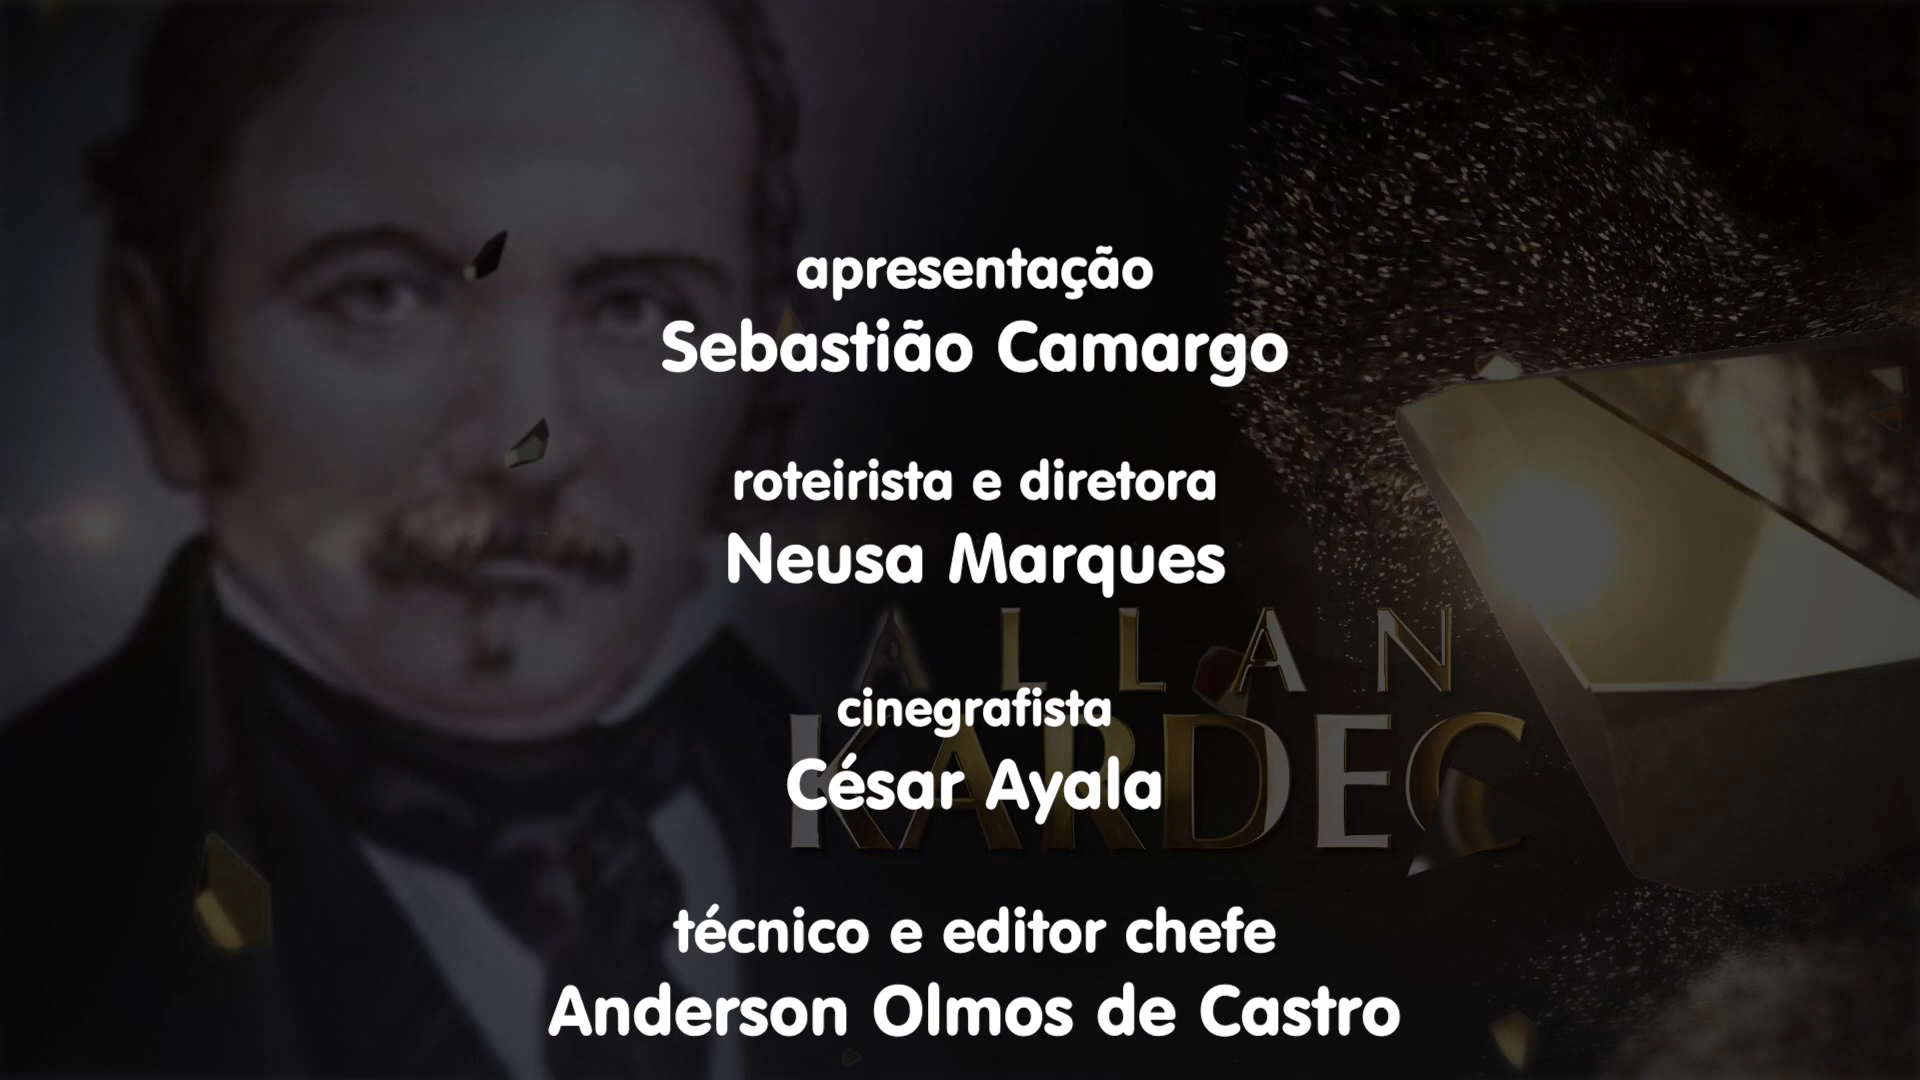 apresentação
Sebastião Camargo
roteirista e diretora
Neusa Marques
ALLAN
cinegrafista
KARDEC
César Ayala
técnico e editor chefe
Anderson Olmos de Castro